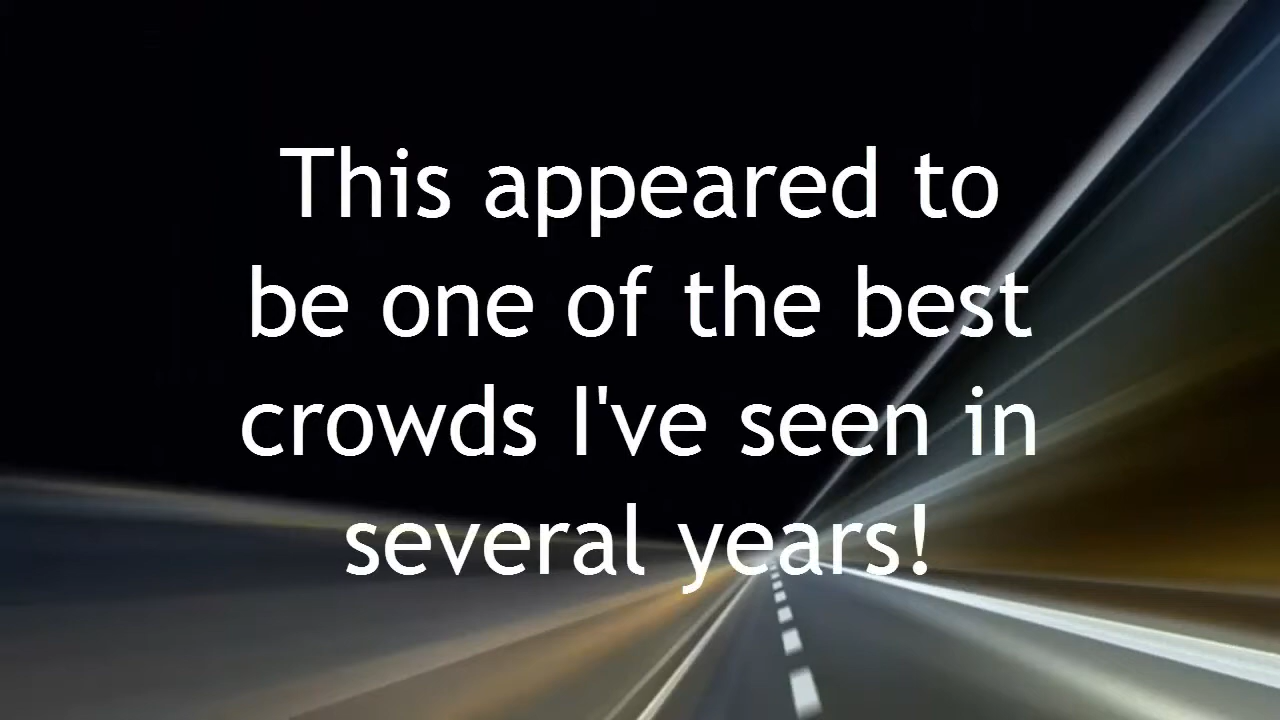 This appeared to
be one of the best
crowds I've seen in
several years!